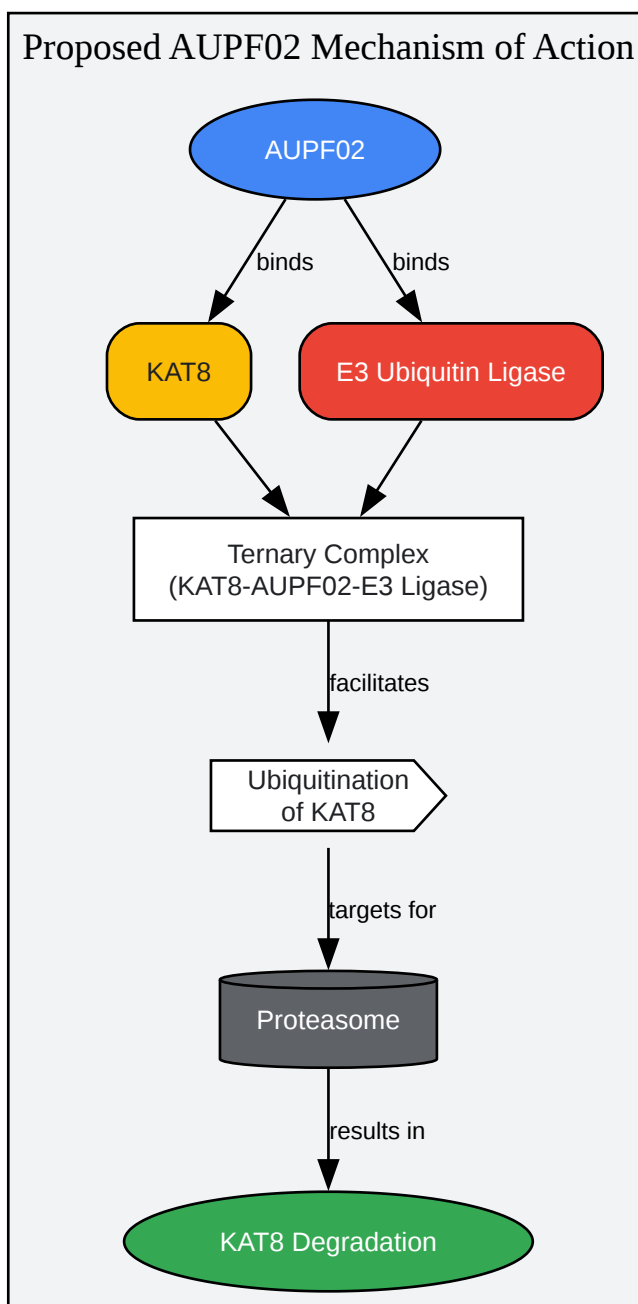 Proposed AUPF02 Mechanism of Action
AUPF02
binds
binds
KAT8
E3 Ubiquitin Ligase
Ternary Complex
(KAT8-AUPF02-E3 Ligase)
facilitates
Ubiquitination
of KAT8
targets for
Proteasome
results in
KAT8 Degradation